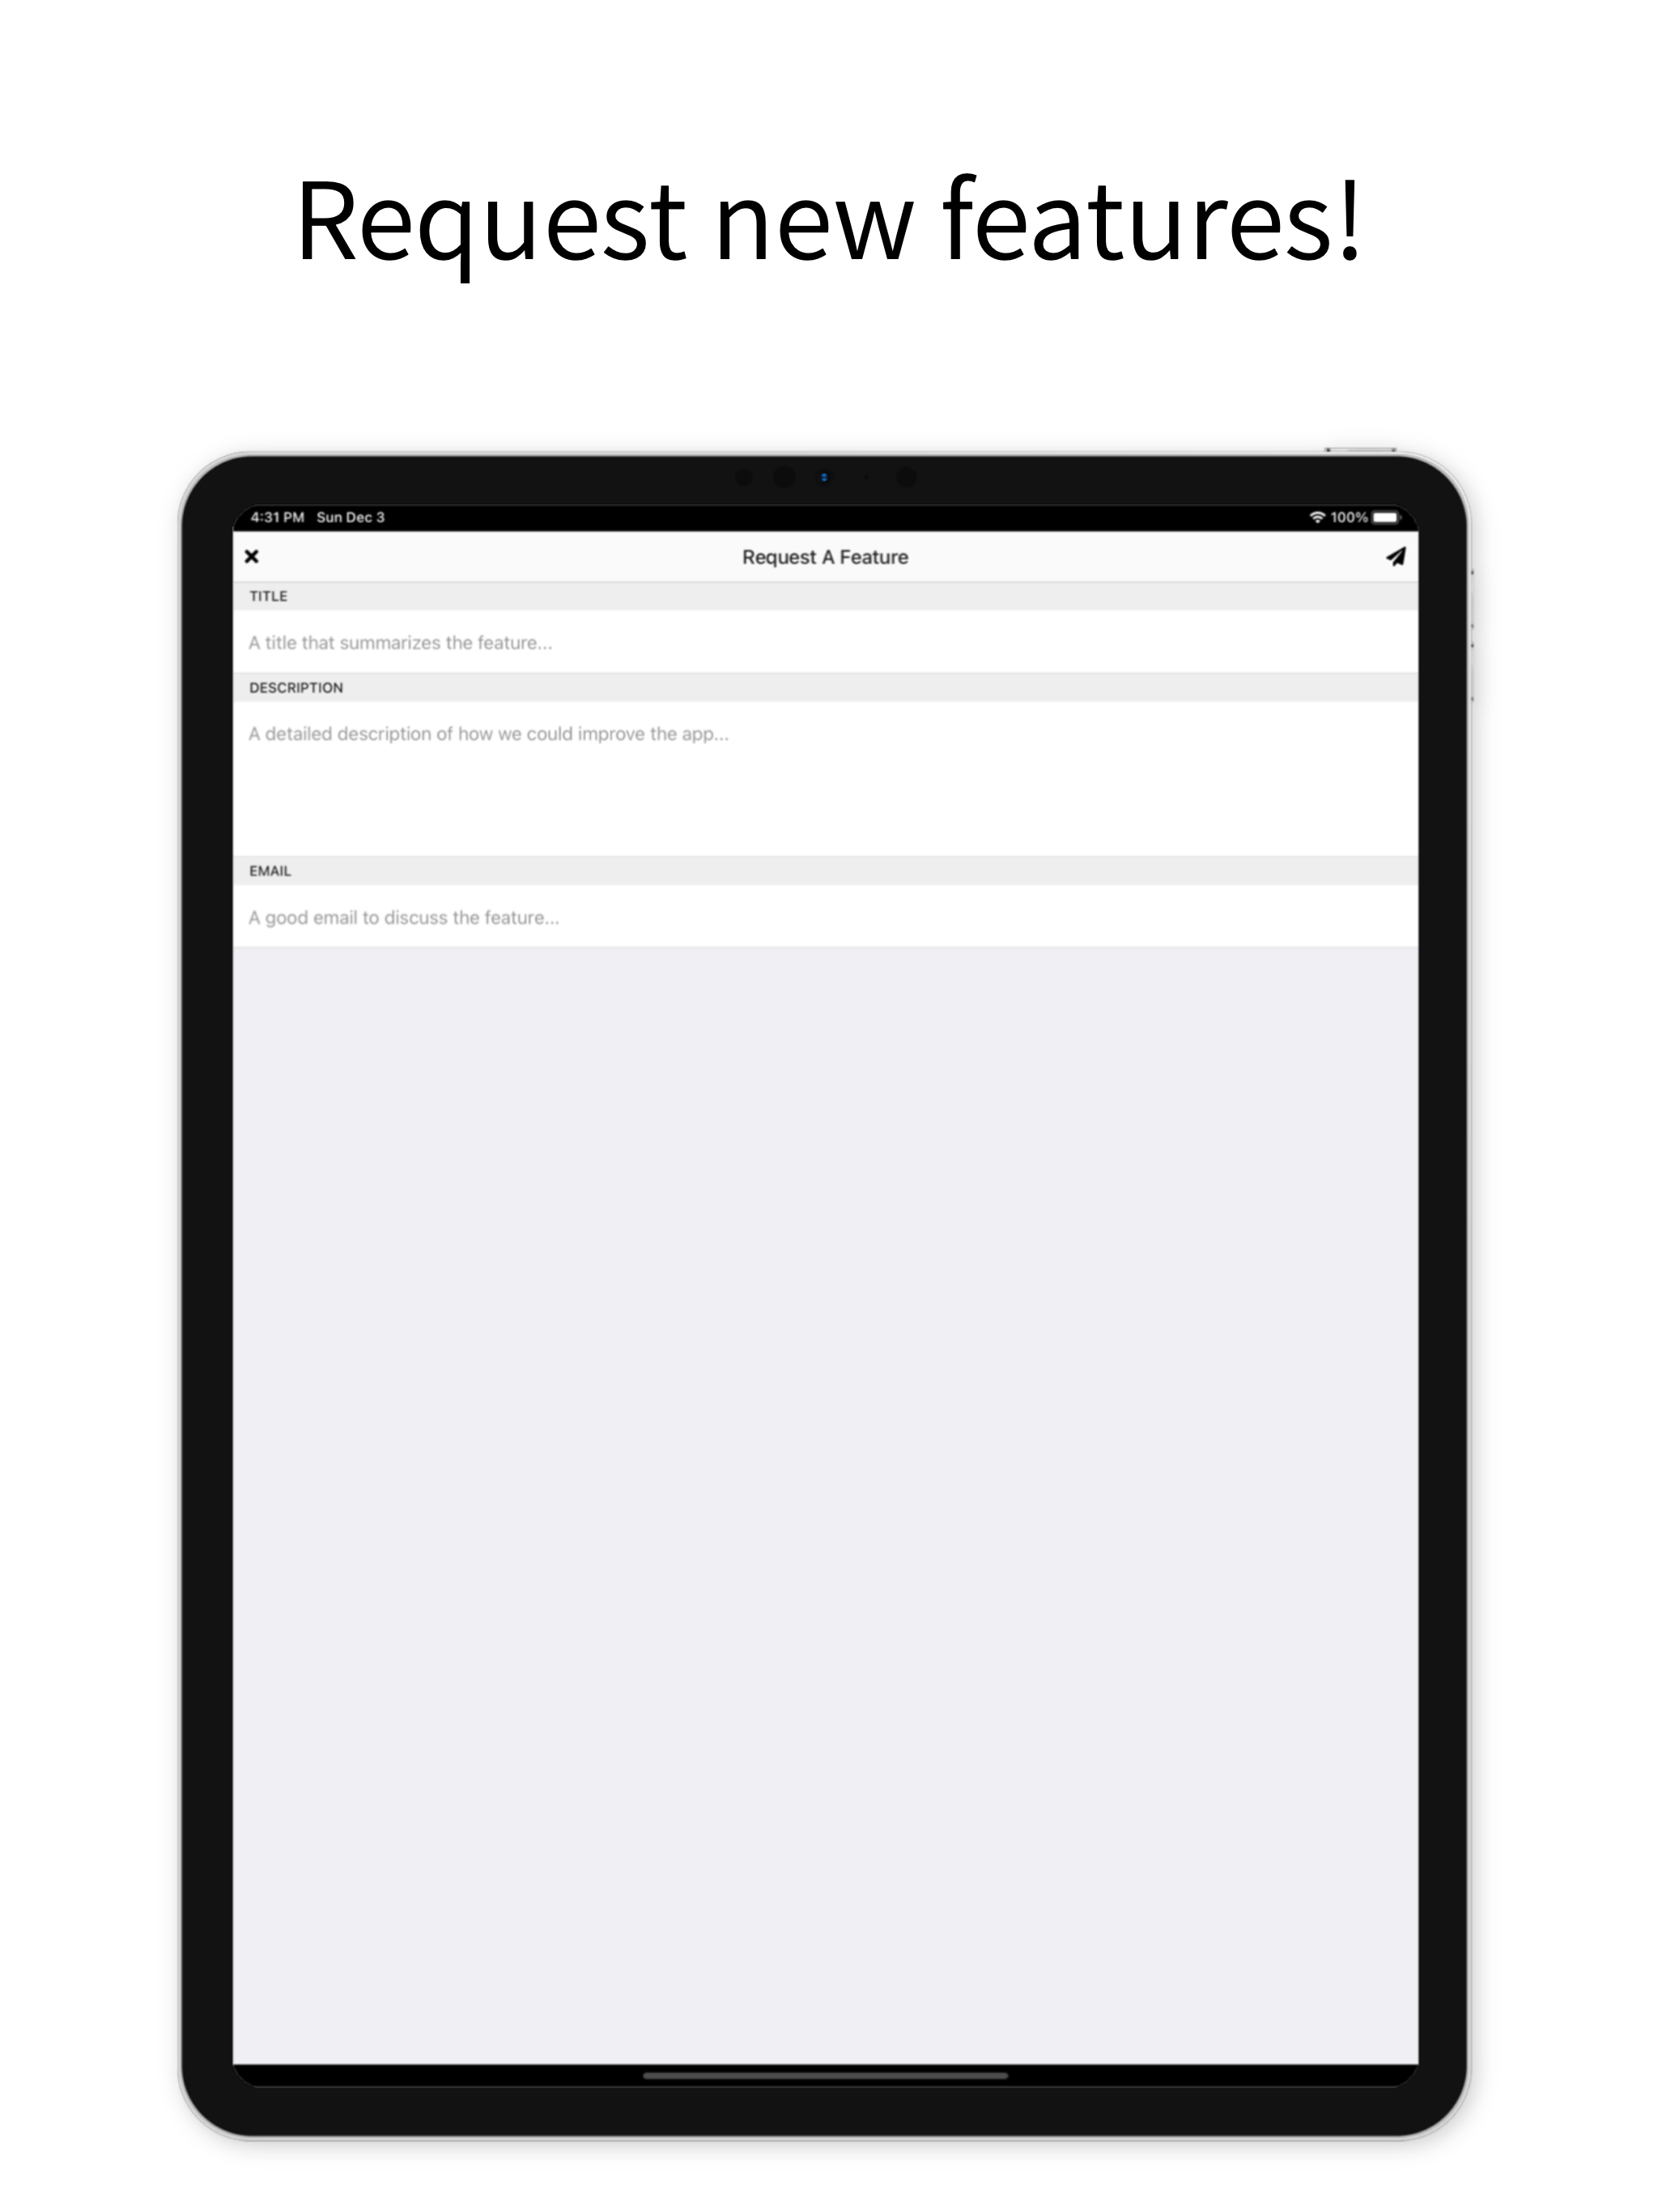 Request new features!
4:31 PM Sun Dec 3 100%
Request A Feature
TITLE
A title that summarizes the feature...
DESCRIPTION
A detailed description of how we could improve the app...
EMAIL
A good email to discuss the feature...